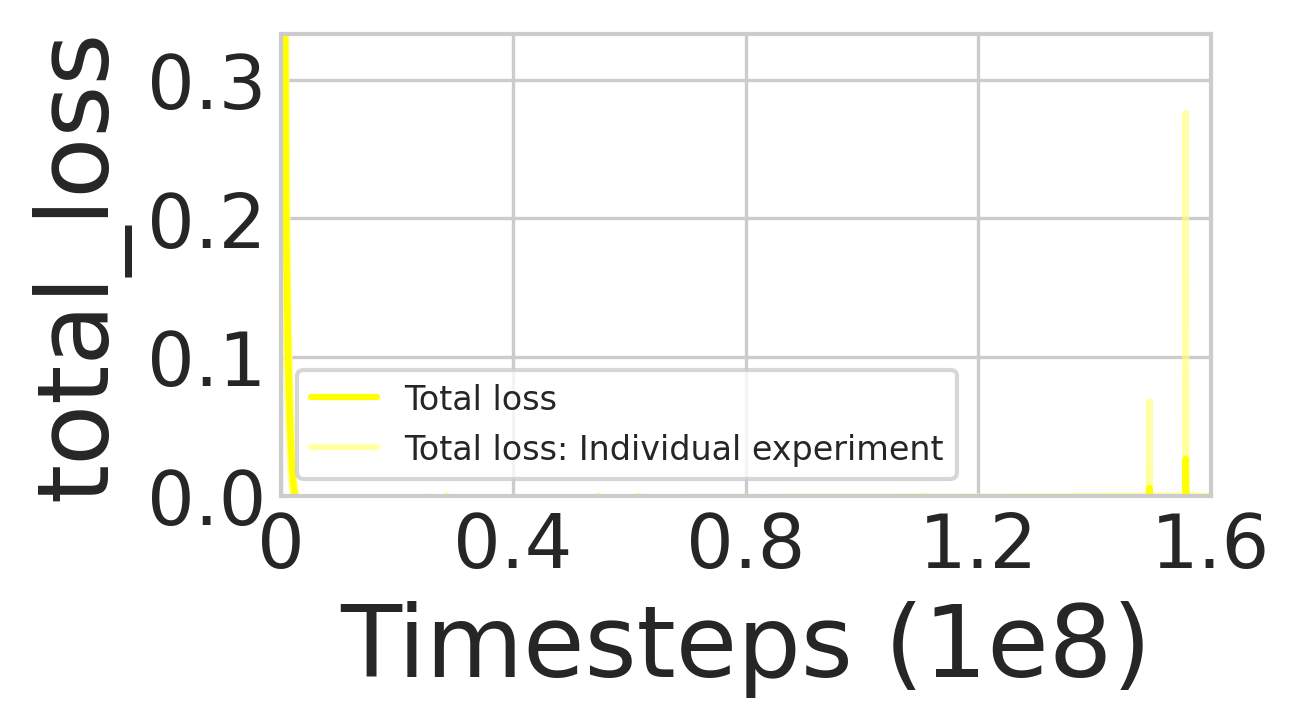 total_loss
0.3
0.2
0.1
0.0
Total loss
Total loss: Individual experiment
0 0.4 0.8 1.2 1.6
Timesteps (1e8)